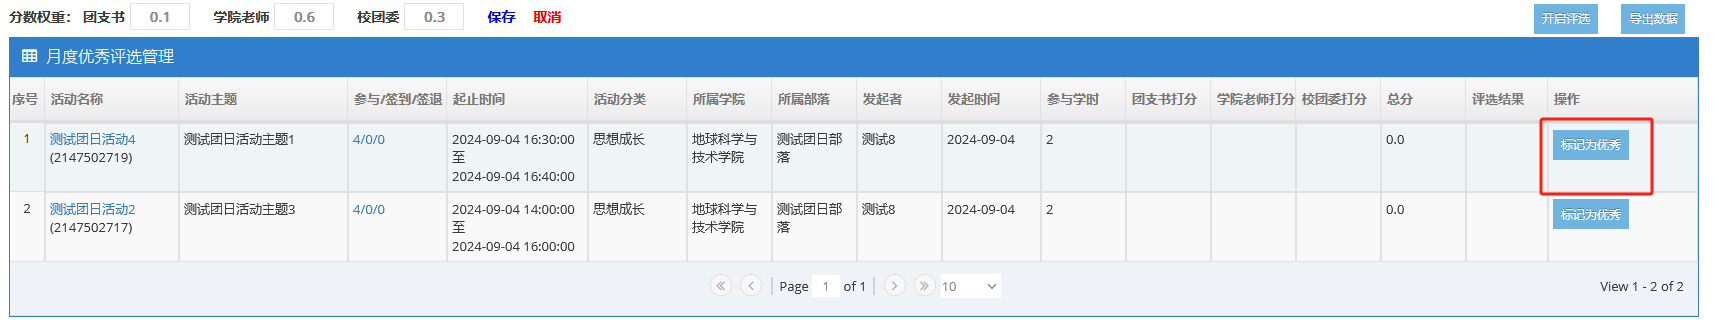 分数权重： 团支书 0.1 学院老师 0.6 校团委 0.3 保存 取消 开启评选 导出数据
月度优秀评选管理
序号 活动名称 活动主题 参与/签到/签退 起止时间 活动分类 所属学院 所属部落 发起者 发起时间 参与学时 团支书打分 学院老师打分 校团委打分 总分 评选结果 操作
1 测试团日活动4 测试团日活动主题1 4/0/0 2024-09-04 16:30:00 思想成长 地球科学与 测试团日部 测试8 2024-09-04 2 0.0 标记为优秀
(2147502719) 至 技术学院 落
2024-09-04 16:40:00
2 测试团日活动2 测试团日活动主题3 4/0/0 2024-09-04 14:00:00 思想成长 地球科学与 测试团日部 测试8 2024-09-04 2 0.0 标记为优秀
(2147502717) 至 技术学院 落
2024-09-04 16:00:00
Page 1 of 1 10 View 1 - 2 of 2